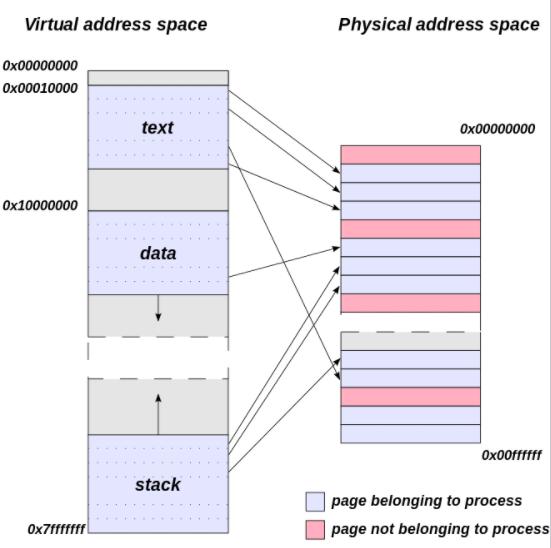 Virtual address space
Physical address space
0x00000000
0x00010000
text
0x10000000
data
stack
0x7fffffff
0x00000000
0x00ffffff
page belonging to process
page not belonging to process